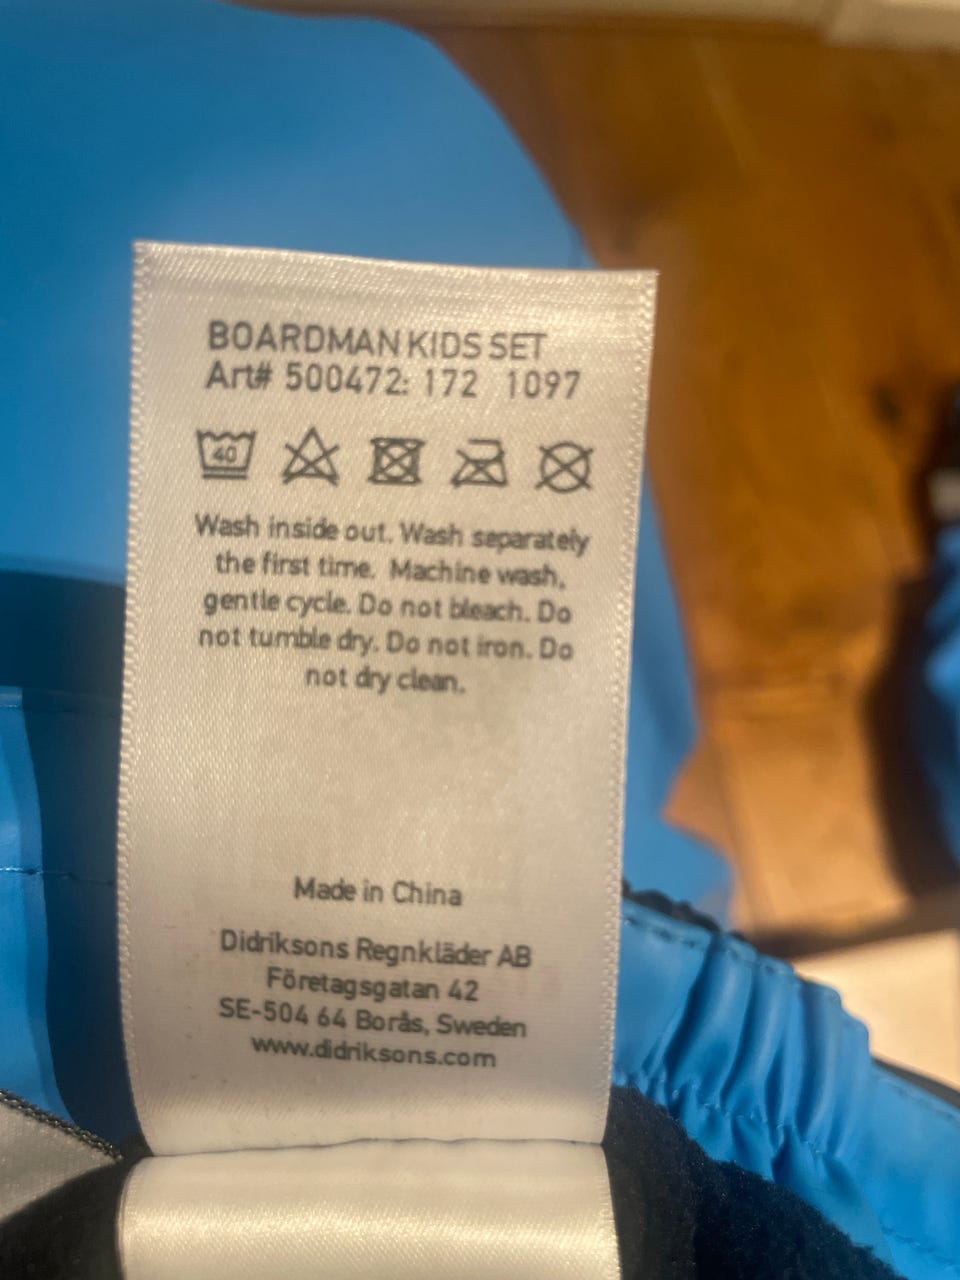 BOARDMAN KIDS SET
Art# 500472: 172 1097
40
Wash inside out. Wash separately
the first time. Machine wash,
gentle cycle. Do not bleach. Do
not tumble dry. Do not iron. Do
not dry clean.
Made in China
Didriksons Regnkläder AB
Företagsgatan 42
SE-504 64 Borås, Sweden
www.didriksons.com